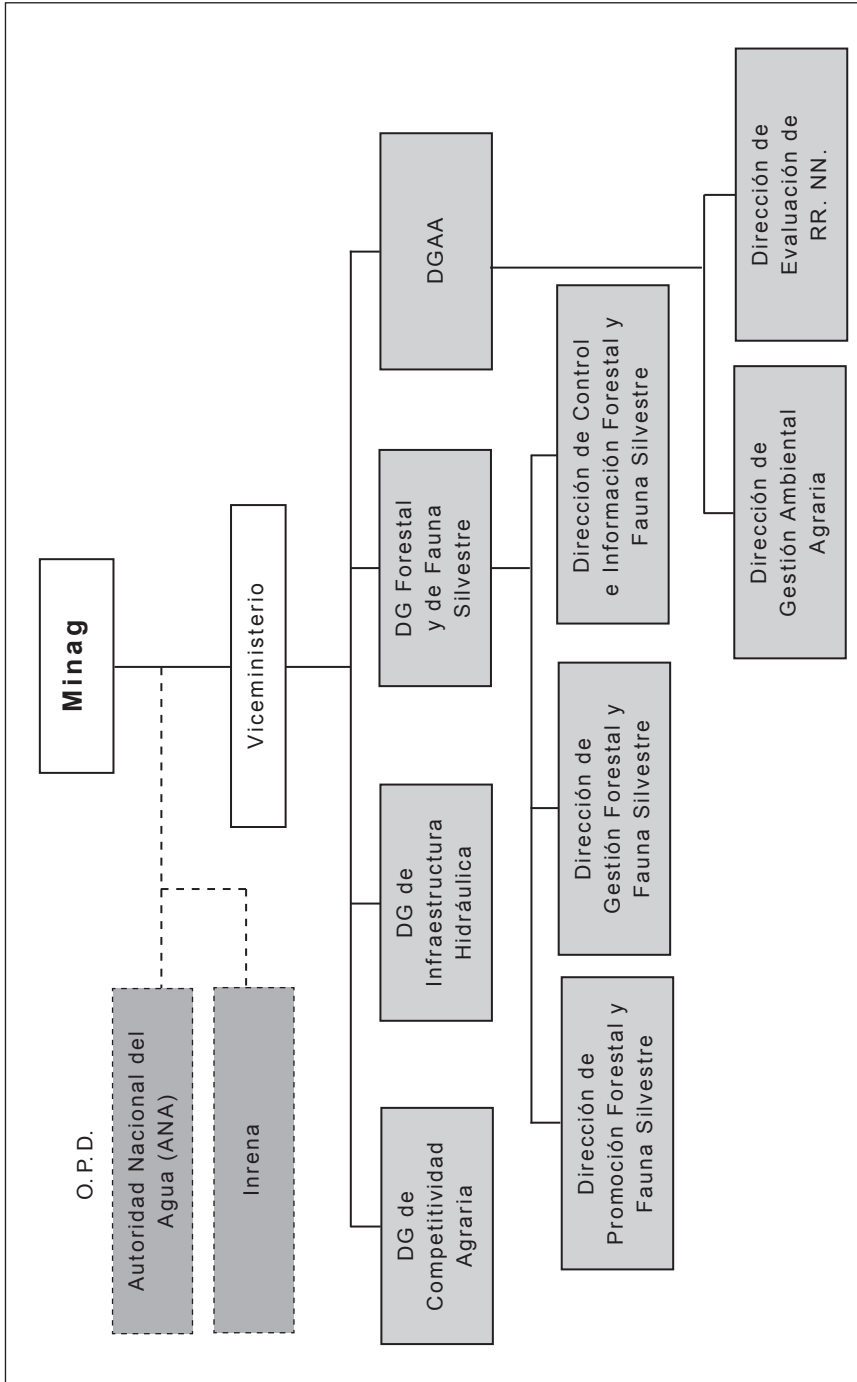 Minag
O. P. D.
Autoridad Nacional del
Agua (ANA)
Inrena
Viceministerio
DG de
Competitividad
Agraria
DG de
Infraestructura
Hidráulica
DG Forestal
y de Fauna
Silvestre
DGAA
Dirección de
Promoción Forestal y
Fauna Silvestre
Dirección de
Gestión Forestal y
Fauna Silvestre
Dirección de Control
e Información Forestal y
Fauna Silvestre
Dirección de
Gestión Ambiental
Agraria
Dirección de
Evaluación de
RR. NN.